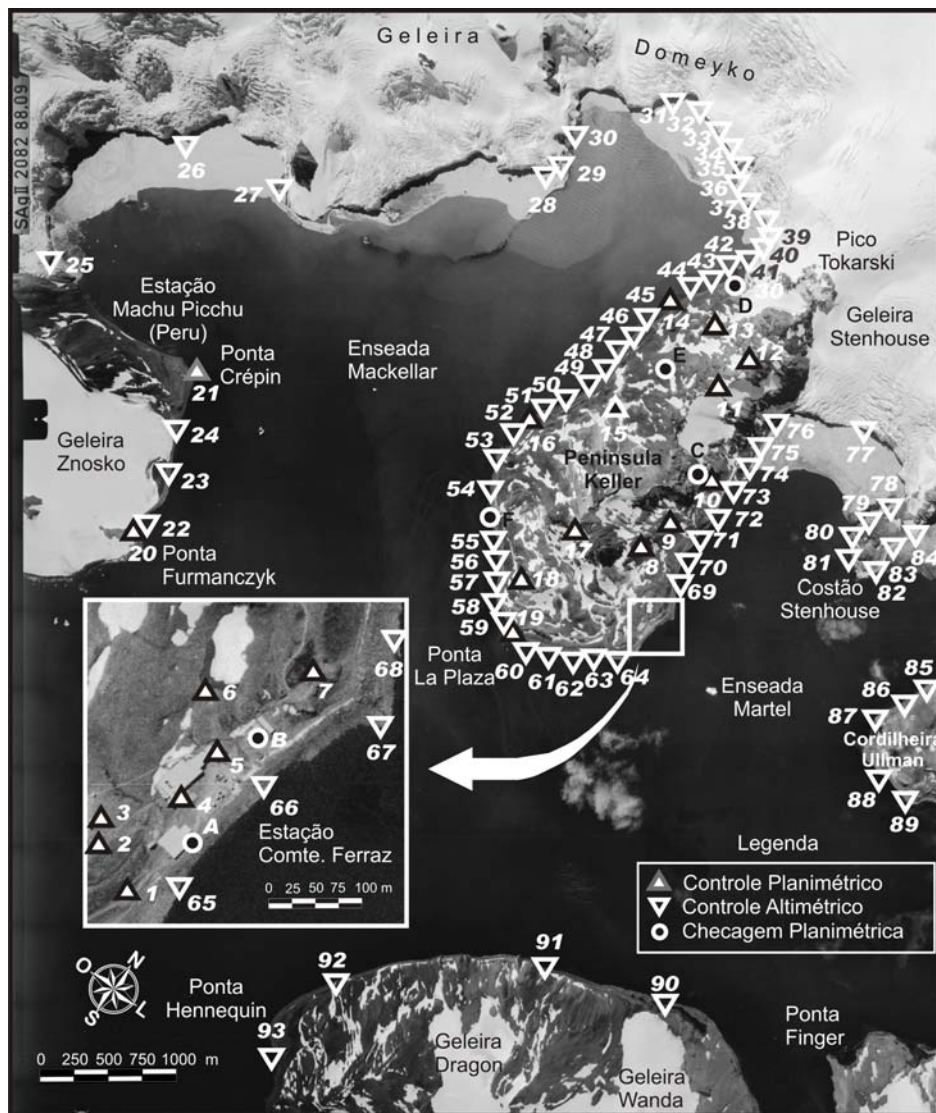 SAqII 2082 88.09
Geleira
Domeyko
26
27
25
30
29
28
31
32
33
34
35
36
37
38
39
40
41
42
43
44
30
D
Pico
Tokarski
Geleira
Stenhouse
Estação
Machu Picchu
(Peru)
Ponta
Crépin
21
Enseada
Mackellar
45
46
47
48
49
50
51
52
53
54
14
13
12
11
E
15
16
Peninsula
Keller
C
10
76
75
74
73
72
77
78
79
80
81
82
83
84
Costão
Stenhouse
Geleira
Znosko
24
23
22
20
Ponta
Furmanczyk
F
17
9
8
71
70
69
55
56
57
58
59
18
19
Ponta
La Plaza
60
61
62
63
64
Enseada
Martel
85
86
87
Cordilheira
Ullman
88
89
68
67
6
7
B
5
4
66
3
2
A
1
65
Estação
Comte. Ferraz
0 25 50 75 100 m
Legenda
Controle Planimétrico
Controle Altimétrico
Checagem Planimétrica
O N
S L
Ponta
Hennequin
92
91
90
93
Geleira
Dragon
Geleira
Wanda
Ponta
Finger
0 250 500 750 1000 m